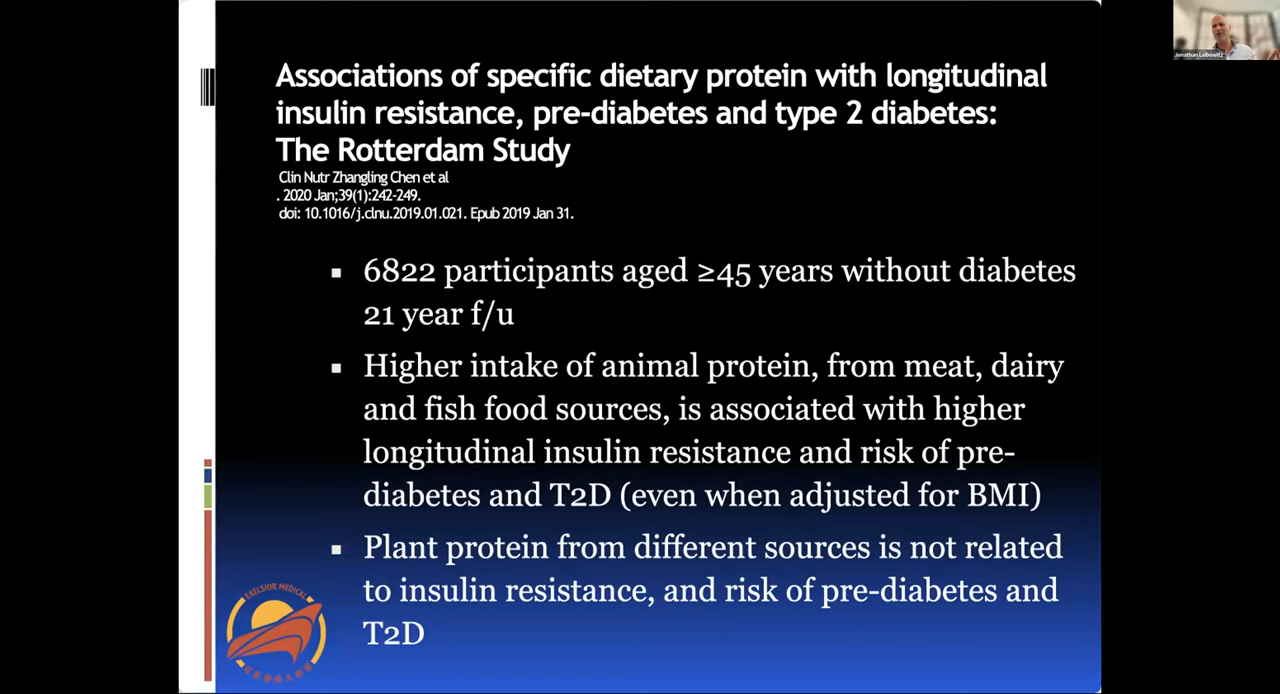 Associations of specific dietary protein with longitudinal
insulin resistance, pre-diabetes and type 2 diabetes:
The Rotterdam Study
Clin Nutr Zhangling Chen et al
. 2020 Jan;39(1):242-249.
doi: 10.1016/j.clnu.2019.01.021. Epub 2019 Jan 31.
▪ 6822 participants aged ≥45 years without diabetes
21 year f/u
▪ Higher intake of animal protein, from meat, dairy
and fish food sources, is associated with higher
longitudinal insulin resistance and risk of pre-
diabetes and T2D (even when adjusted for BMI)
▪ Plant protein from different sources is not related
to insulin resistance, and risk of pre-diabetes and
T2D
EXELSIOR MEDICAL
Jonathan Leibowitz